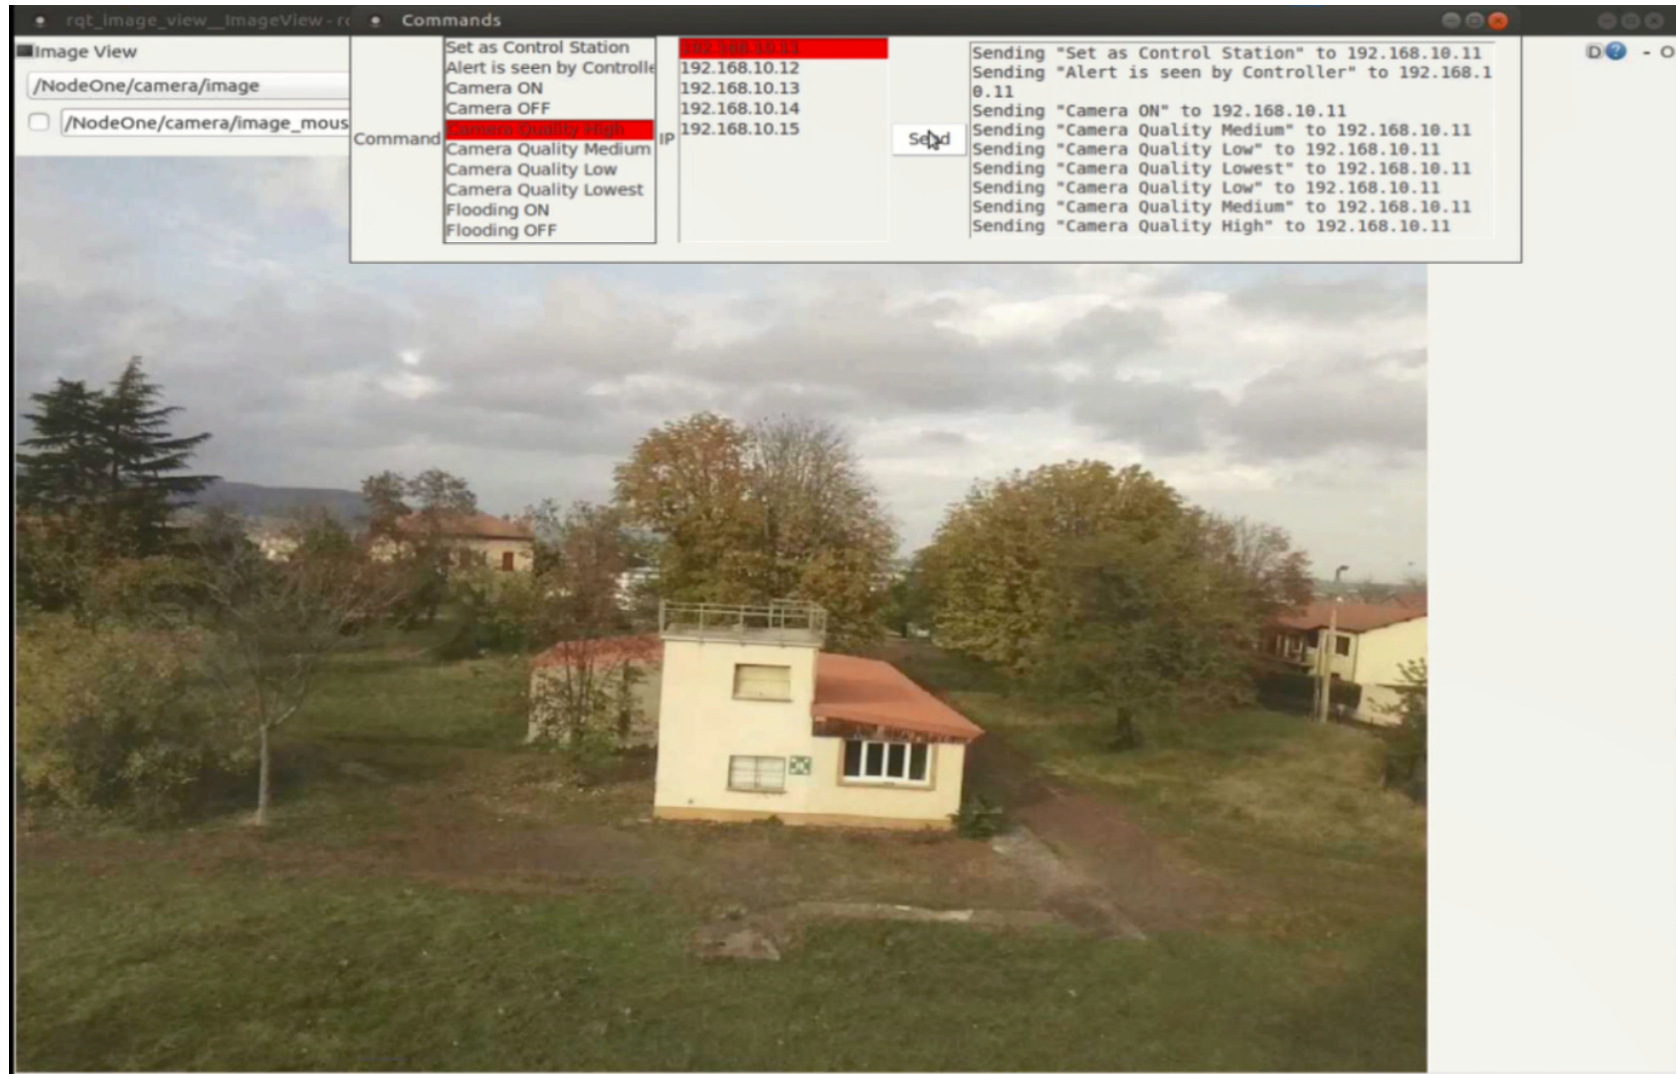 rqt_image_view__ImageView - ro
Commands
Image View
D
- O
/NodeOne/camera/image
/NodeOne/camera/image_mous
Command
Set as Control Station
Alert is seen by Controlle
Camera ON
Camera OFF
Camera Quality High
Camera Quality Medium
Camera Quality Low
Camera Quality Lowest
Flooding ON
Flooding OFF
IP
192.168.10.11
192.168.10.12
192.168.10.13
192.168.10.14
192.168.10.15
Send
Sending "Set as Control Station" to 192.168.10.11
Sending "Alert is seen by Controller" to 192.168.1
0.11
Sending "Camera ON" to 192.168.10.11
Sending "Camera Quality Medium" to 192.168.10.11
Sending "Camera Quality Low" to 192.168.10.11
Sending "Camera Quality Lowest" to 192.168.10.11
Sending "Camera Quality Low" to 192.168.10.11
Sending "Camera Quality Medium" to 192.168.10.11
Sending "Camera Quality High" to 192.168.10.11